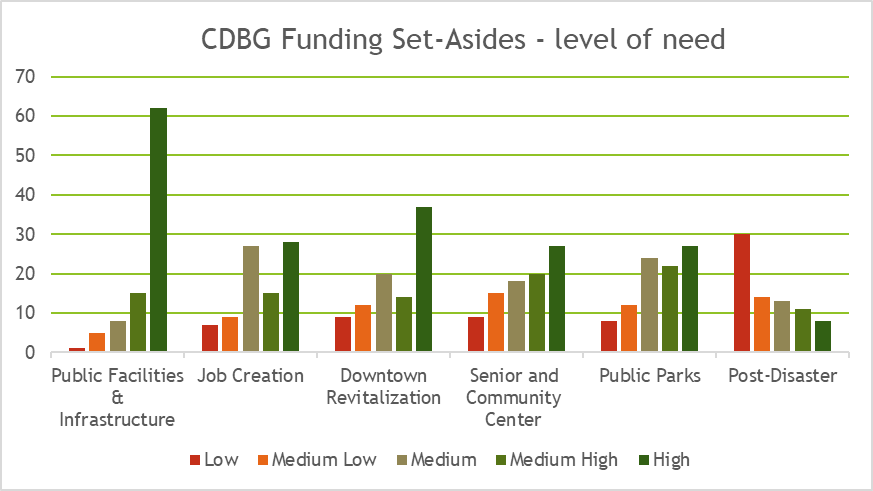 CDBG Funding Set-Asides - level of need
70
60
50
40
30
20
10
0
Public Facilities
&
Infrastructure
Job Creation
Downtown
Revitalization
Senior and
Community
Center
Public Parks
Post-Disaster
Low
Medium Low
Medium
Medium High
High